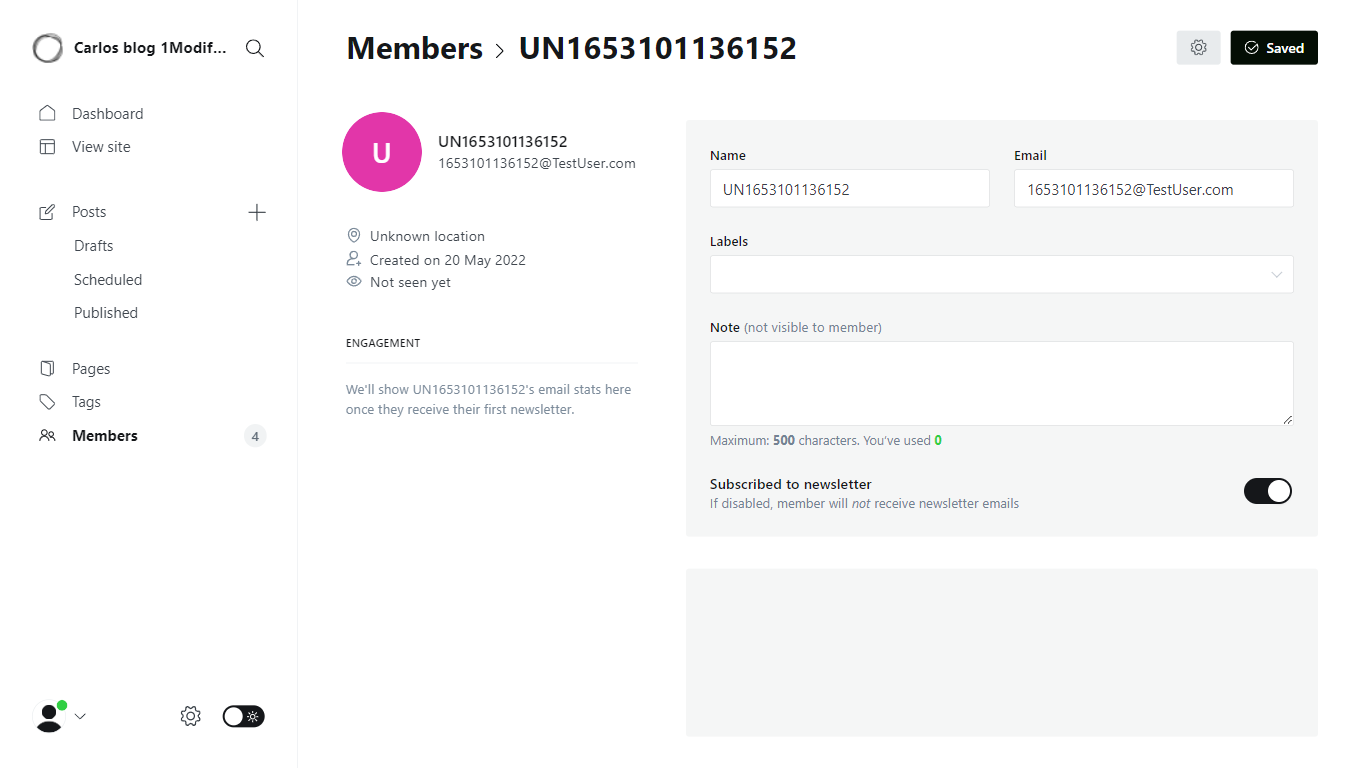 Carlos blog 1Modif...
Dashboard
View site
Posts
Drafts
Scheduled
Published
Pages
Tags
Members
4
Members > UN1653101136152
Saved
U
UN1653101136152
1653101136152@TestUser.com
Unknown location
Created on 20 May 2022
Not seen yet
ENGAGEMENT
We'll show UN1653101136152's email stats here
once they receive their first newsletter.
Name
UN1653101136152
Email
1653101136152@TestUser.com
Labels
Note (not visible to member)
Maximum: 500 characters. You've used 0
Subscribed to newsletter
If disabled, member will not receive newsletter emails